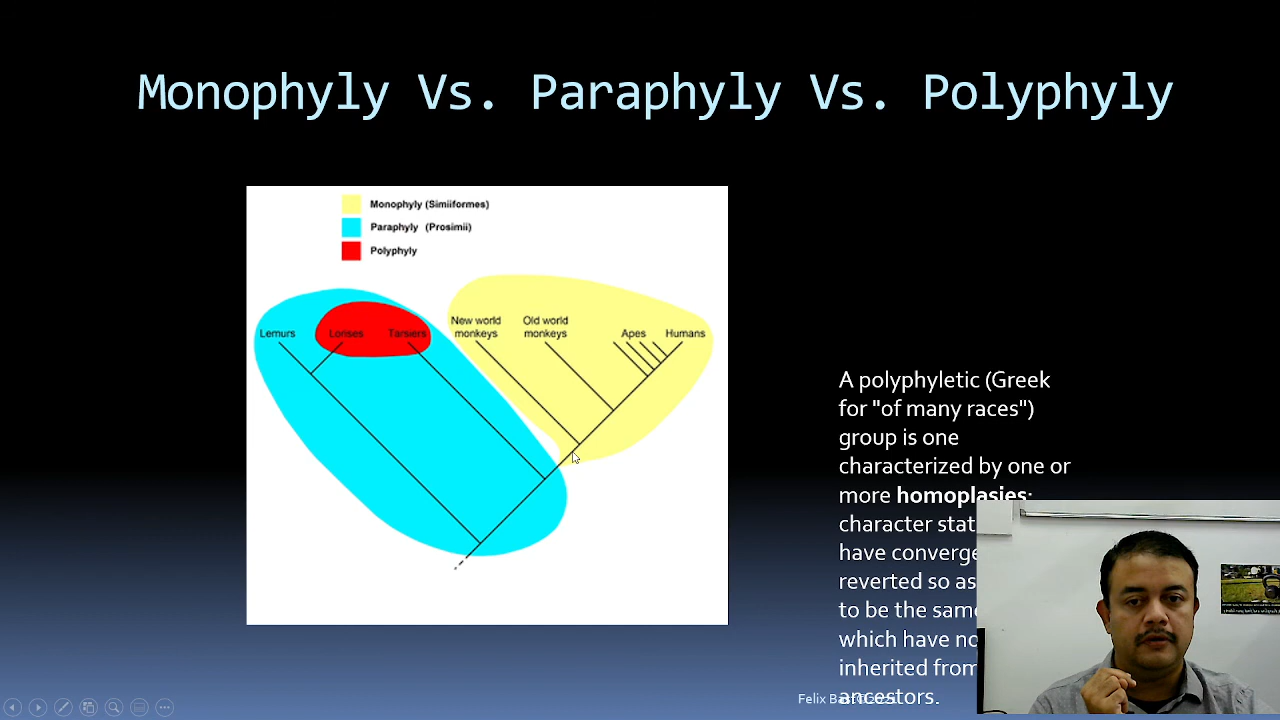 Monophyly Vs. Paraphyly Vs. Polyphyly
Monophyly (Simiiformes)
Paraphyly (Prosimii)
Polyphyly
Lemurs
Lorises
Tarsiers
New world
monkeys
Old world
monkeys
Apes
Humans
A polyphyletic (Greek
for "of many races")
group is one
characterized by one or
more homoplasies:
character stat
have converge
reverted so as
to be the same
which have no
inherited from
ancestors.
Felix